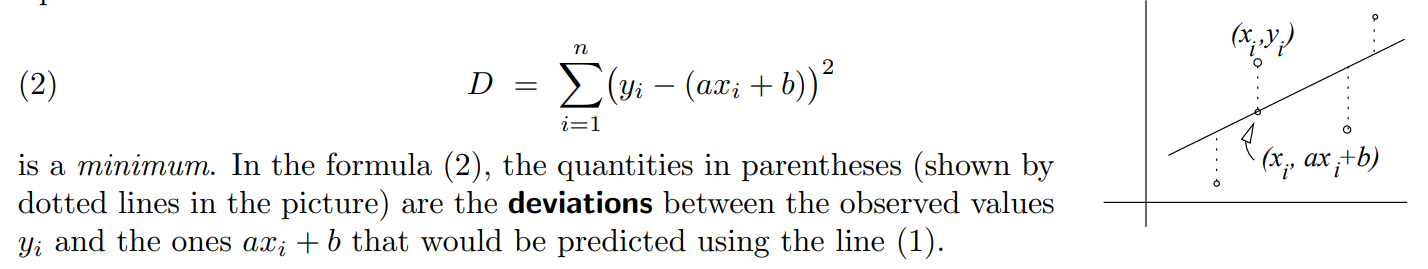 (2) D = \sum_{i=1}^{n} (y_i − (ax_i + b))^2
is a minimum. In the formula (2), the quantities in parentheses (shown by
dotted lines in the picture) are the deviations between the observed values
y_i and the ones ax_i + b that would be predicted using the line (1).
(x_i, y_i)
(x_i, ax_i+b)